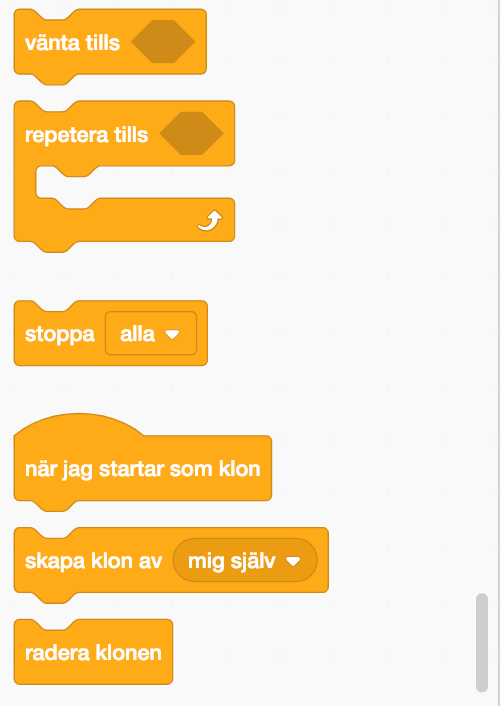 vänta tills
repetera tills
stoppa alla
när jag startar som klon
skapa klon av mig själv
radera klonen